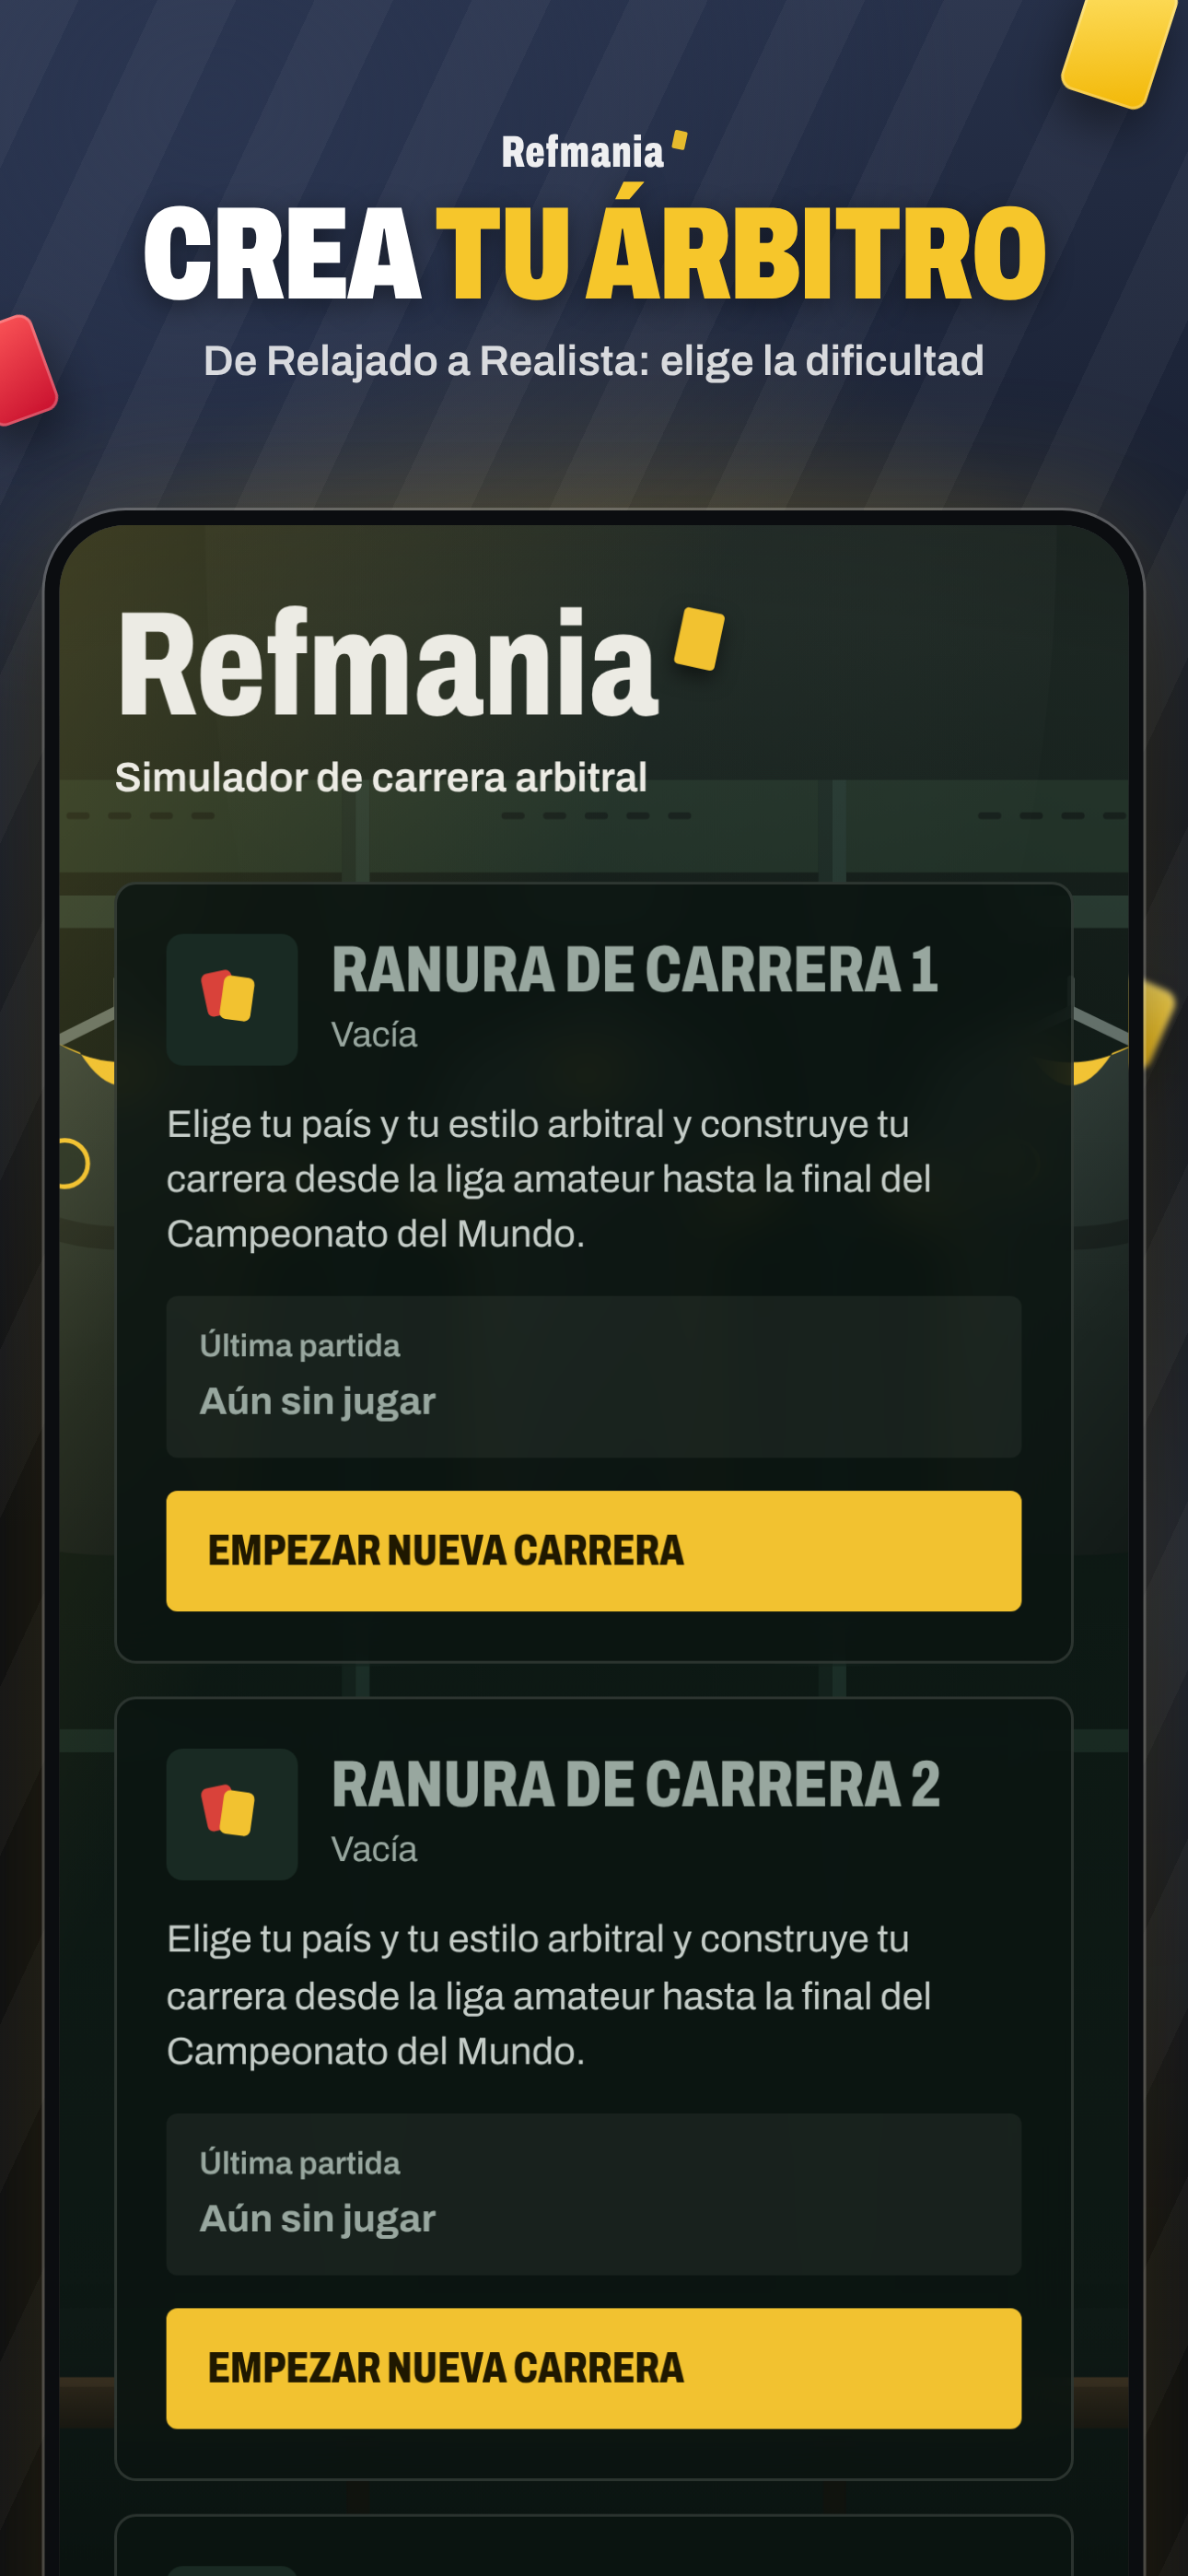 Refmania
CREA TU ÁRBITRO
De Relajado a Realista: elige la dificultad
Refmania
Simulador de carrera arbitral
RANURA DE CARRERA 1
Vacía
Elige tu país y tu estilo arbitral y construye tu
carrera desde la liga amateur hasta la final del
Campeonato del Mundo.
Última partida
Aún sin jugar
EMPEZAR NUEVA CARRERA
RANURA DE CARRERA 2
Vacía
Elige tu país y tu estilo arbitral y construye tu
carrera desde la liga amateur hasta la final del
Campeonato del Mundo.
Última partida
Aún sin jugar
EMPEZAR NUEVA CARRERA